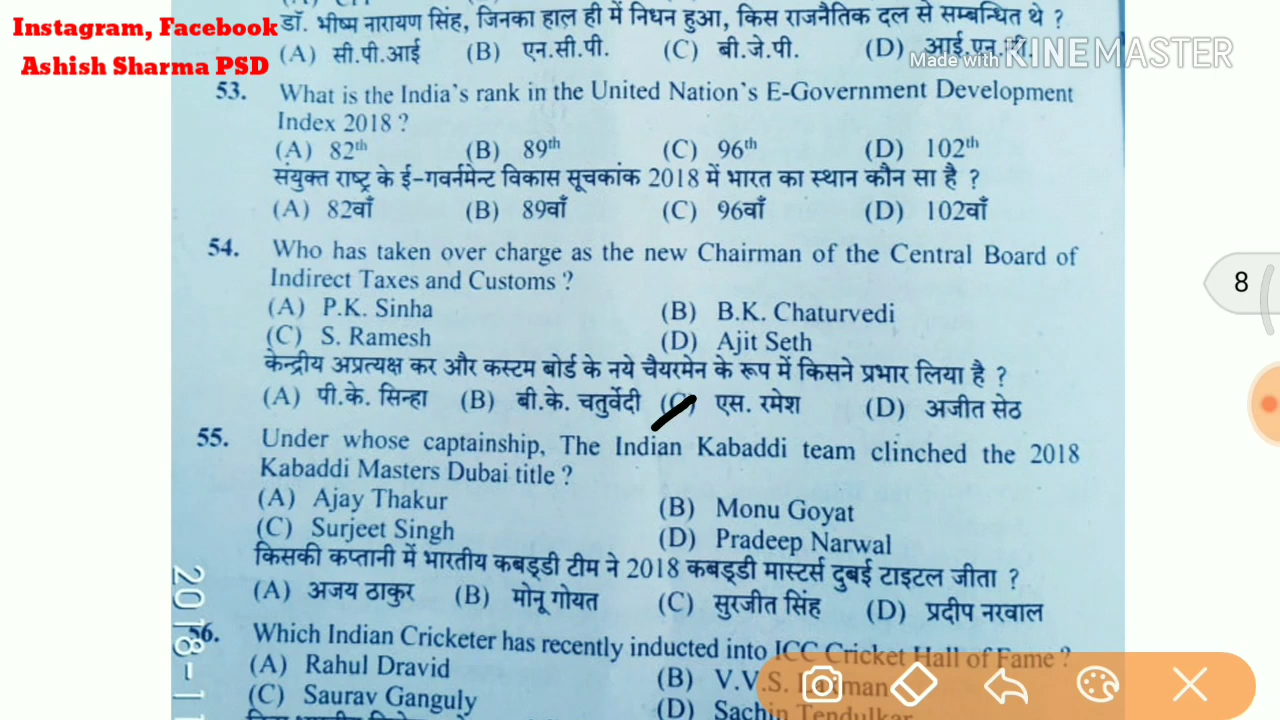 Instagram, Facebook
Ashish Sharma PSD
डॉ. भीष्म नारायण सिंह, जिनका हाल ही में निधन हुआ, किस राजनैतिक दल से सम्बन्धित थे ?
(A) सी.पी.आई (B) एन.सी.पी. (C) बी.जे.पी. (D) आई.एन.सी.
Made with KINEMASTER
53. What is the India's rank in the United Nation's E-Government Development
Index 2018 ?
(A) 82th (B) 89th (C) 96th (D) 102th
संयुक्त राष्ट्र के ई-गवर्नमेन्ट विकास सूचकांक 2018 में भारत का स्थान कौन सा है ?
(A) 82वाँ (B) 89वाँ (C) 96वाँ (D) 102वाँ
54. Who has taken over charge as the new Chairman of the Central Board of
Indirect Taxes and Customs ?
(A) P.K. Sinha (B) B.K. Chaturvedi
(C) S. Ramesh (D) Ajit Seth
केन्द्रीय अप्रत्यक्ष कर और कस्टम बोर्ड के नये चैयरमेन के रूप में किसने प्रभार लिया है ?
(A) पी.के. सिन्हा (B) बी.के. चतुर्वेदी (C) एस. रमेश (D) अजीत सेठ
55. Under whose captainship, The Indian Kabaddi team clinched the 2018
Kabaddi Masters Dubai title ?
(A) Ajay Thakur (B) Monu Goyat
(C) Surjeet Singh (D) Pradeep Narwal
किसकी कप्तानी में भारतीय कबड्डी टीम ने 2018 कबड्डी मास्टर्स दुबई टाइटल जीता ?
(A) अजय ठाकुर (B) मोनू गोयत (C) सुरजीत सिंह (D) प्रदीप नरवाल
56. Which Indian Cricketer has recently inducted into ICC Cricket Hall of Fame ?
(A) Rahul Dravid (B) V.V.S. Laxman
(C) Saurav Ganguly (D) Sachin Tendulkar
8